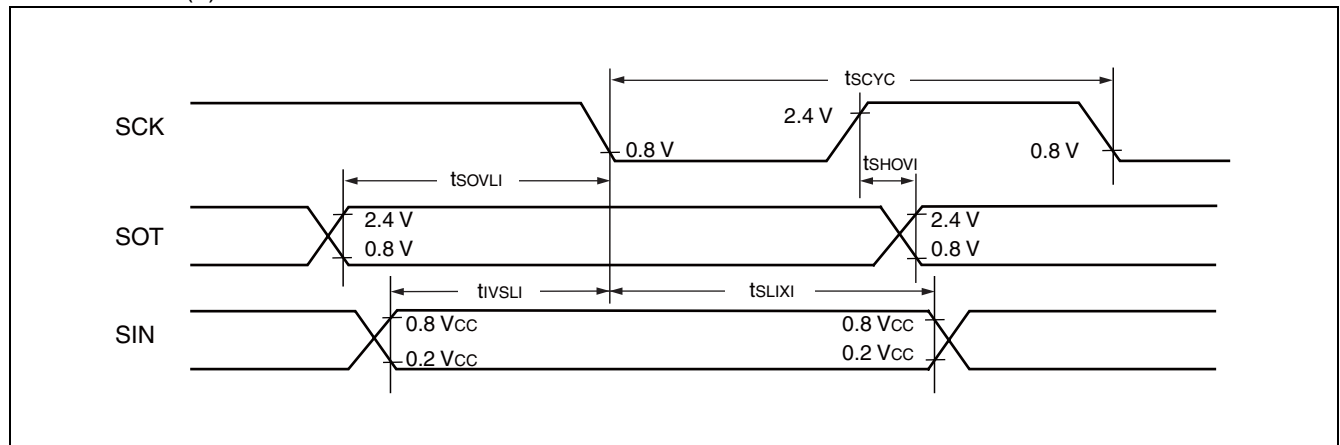 tSCYC
SCK
2.4 V
0.8 V
0.8 V
tSHOVI
tSOVLI
SOT
2.4 V
0.8 V
2.4 V
0.8 V
tIVSLI
tSLIXI
SIN
0.8 VCC
0.2 VCC
0.8 VCC
0.2 VCC